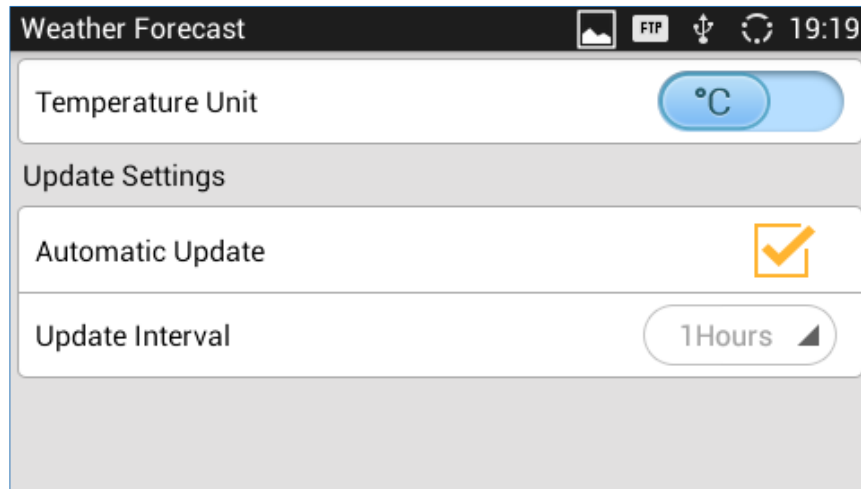 Weather Forecast FTP 19:19
Temperature Unit °C
Update Settings
Automatic Update
Update Interval 1Hours